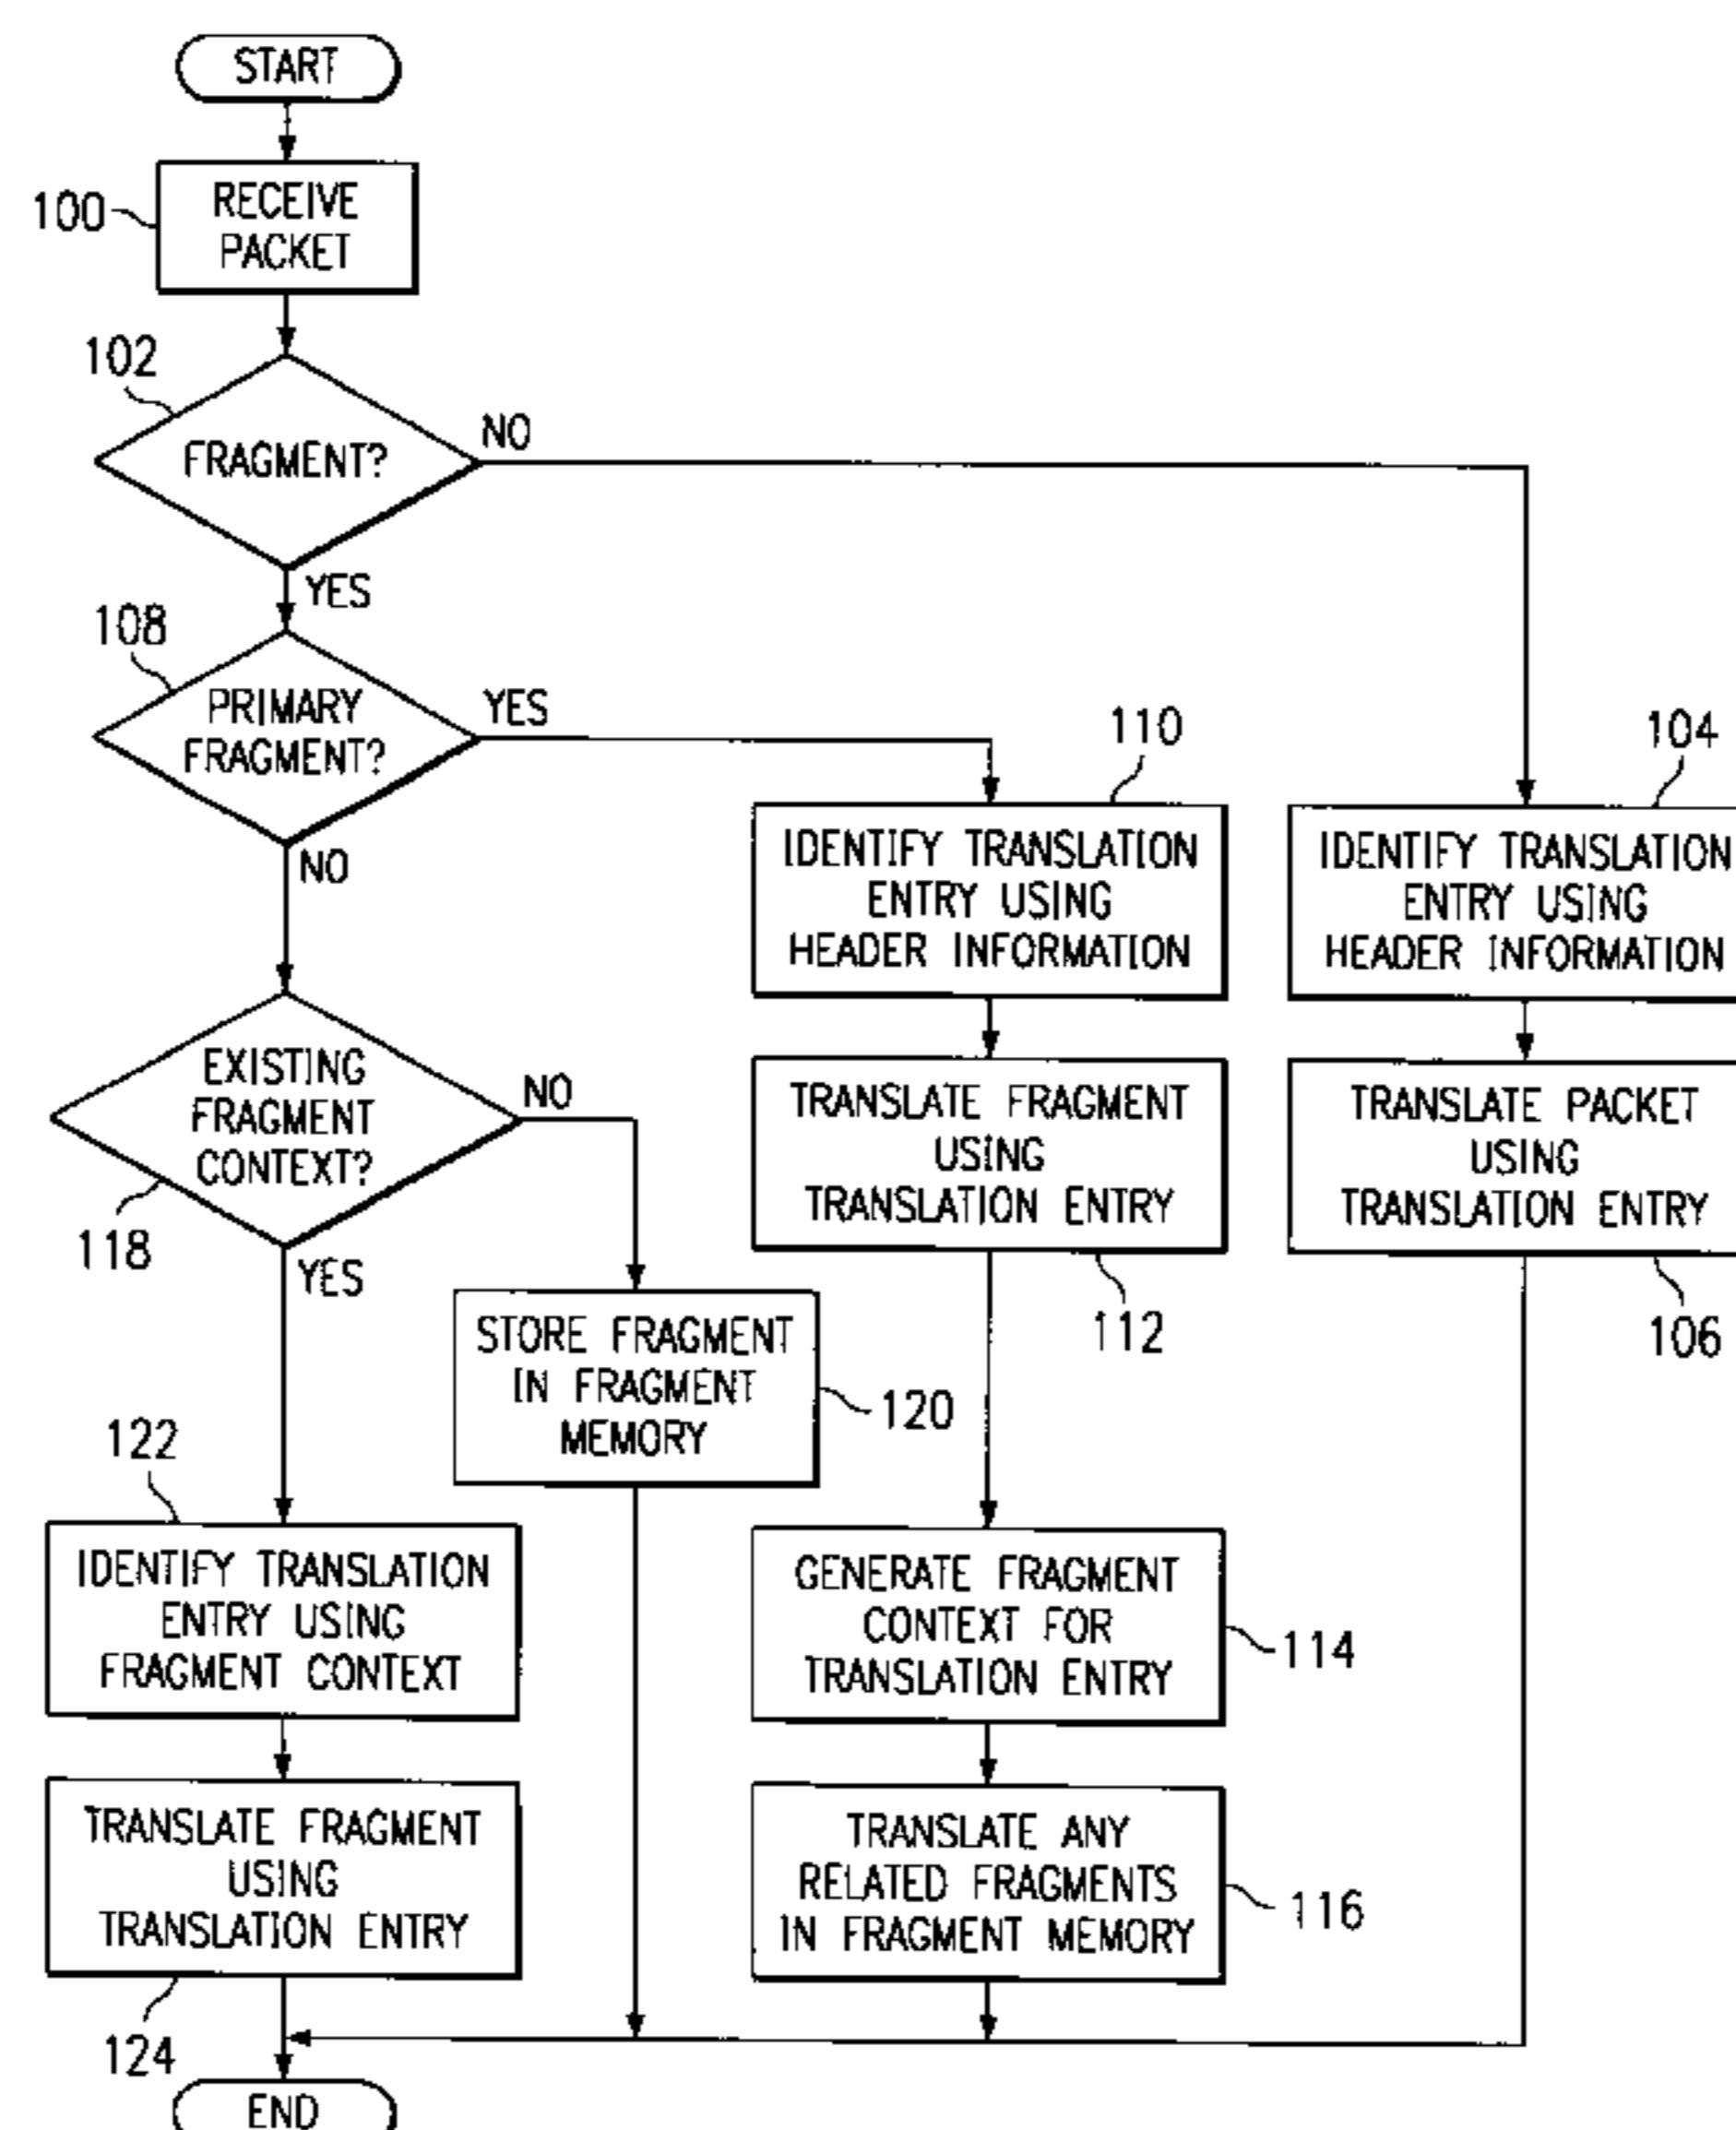 START
100
RECEIVE
PACKET
102
FRAGMENT?
NO
YES
108
PRIMARY
FRAGMENT?
YES
NO
110
IDENTIFY TRANSLATION
ENTRY USING
HEADER INFORMATION
104
IDENTIFY TRANSLATION
ENTRY USING
HEADER INFORMATION
EXISTING
FRAGMENT
CONTEXT?
118
NO
YES
TRANSLATE FRAGMENT
USING
TRANSLATION ENTRY
112
TRANSLATE PACKET
USING
TRANSLATION ENTRY
106
STORE FRAGMENT
IN FRAGMENT
MEMORY
120
122
IDENTIFY TRANSLATION
ENTRY USING
FRAGMENT CONTEXT
GENERATE FRAGMENT
CONTEXT FOR
TRANSLATION ENTRY
114
TRANSLATE FRAGMENT
USING
TRANSLATION ENTRY
124
TRANSLATE ANY
RELATED FRAGMENTS
IN FRAGMENT MEMORY
116
END